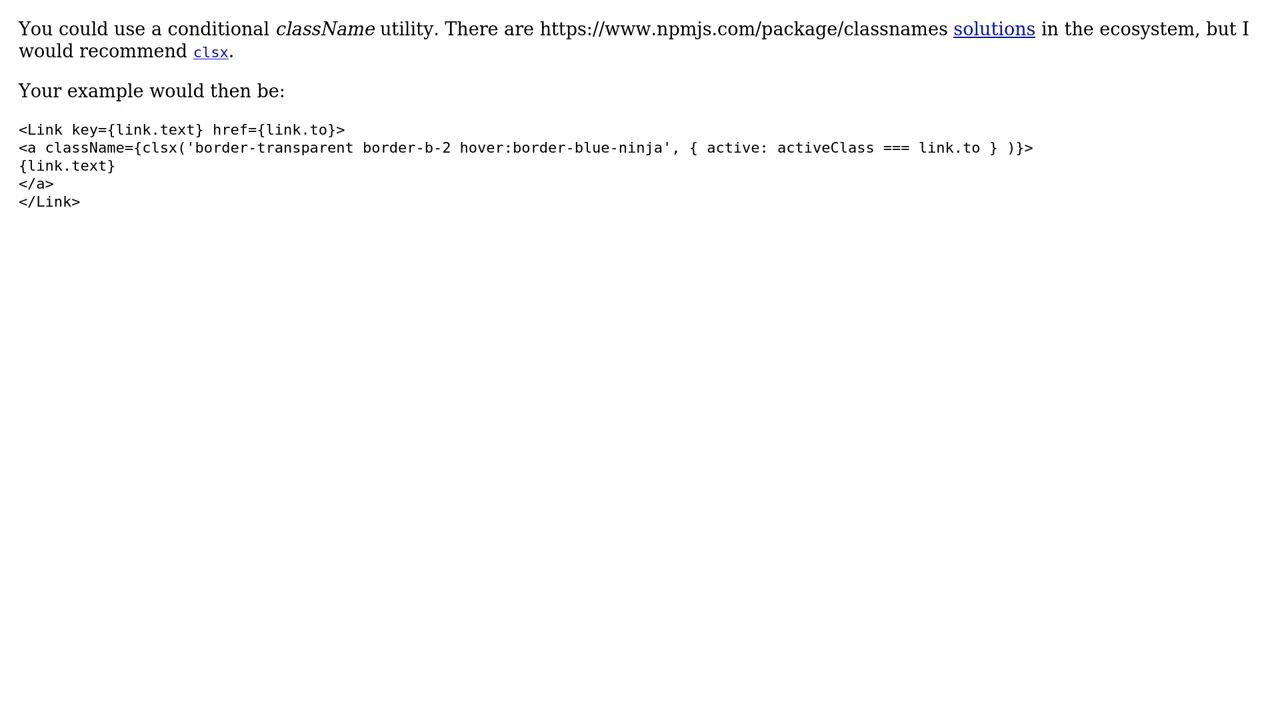 You could use a conditional className utility. There are https://www.npmjs.com/package/classnames solutions in the ecosystem, but I
would recommend clsx.
Your example would then be:
<Link key={link.text} href={link.to}>
<a className={clsx('border-transparent border-b-2 hover:border-blue-ninja', { active: activeClass === link.to } )}>
{link.text}
</a>
</Link>